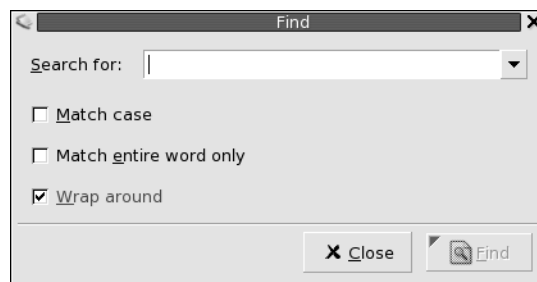 Find
Search for:
Match case
Match entire word only
Wrap around
Close
Find